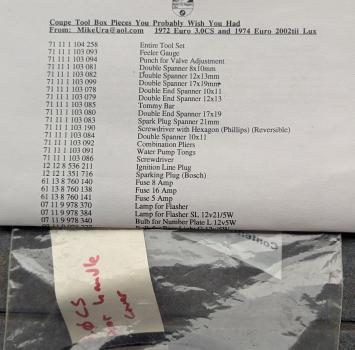 Coupe Tool Box Pieces You Probably Wish You Had
From: MikeUra@aol.com 1972 Euro 3.0CS and 1974 Euro 2002tii Lux
71 11 1 104 258 Entire Tool Set
71 11 1 103 093 Feeler Gauge
71 11 1 103 094 Punch for Valve Adjustment
71 11 1 103 081 Double Spanner 8x10mm
71 11 1 103 082 Double Spanner 12x13mm
71 11 1 103 099 Double Spanner 17x19mm
71 11 1 103 078 Double End Spanner 10x11
71 11 1 103 079 Double End Spanner 12x13
71 11 1 103 085 Tommy Bar
71 11 1 103 080 Double End Spanner 17x19
71 11 1 103 083 Spark Plug Spanner 21mm
71 11 1 103 190 Screwdriver with Hexagon (Phillips) (Reversible)
71 11 1 103 084 Double Spanner 10x11
71 11 1 103 092 Combination Pliers
71 11 1 103 091 Water Pump Tongs
71 11 1 103 086 Screwdriver
12 12 8 536 211 Ignition Line Plug
12 12 1 351 716 Sparking Plug (Bosch)
61 13 8 760 140 Fuse 8 Amp
61 13 8 760 138 Fuse 16 Amp
61 13 8 760 141 Fuse 5 Amp
07 11 9 978 370 Lamp for Flasher
07 11 9 978 384 Lamp for Flasher SL 12v21/5W
07 11 9 978 340 Bulb for Number Plate L 12v/5W
6CS
cover